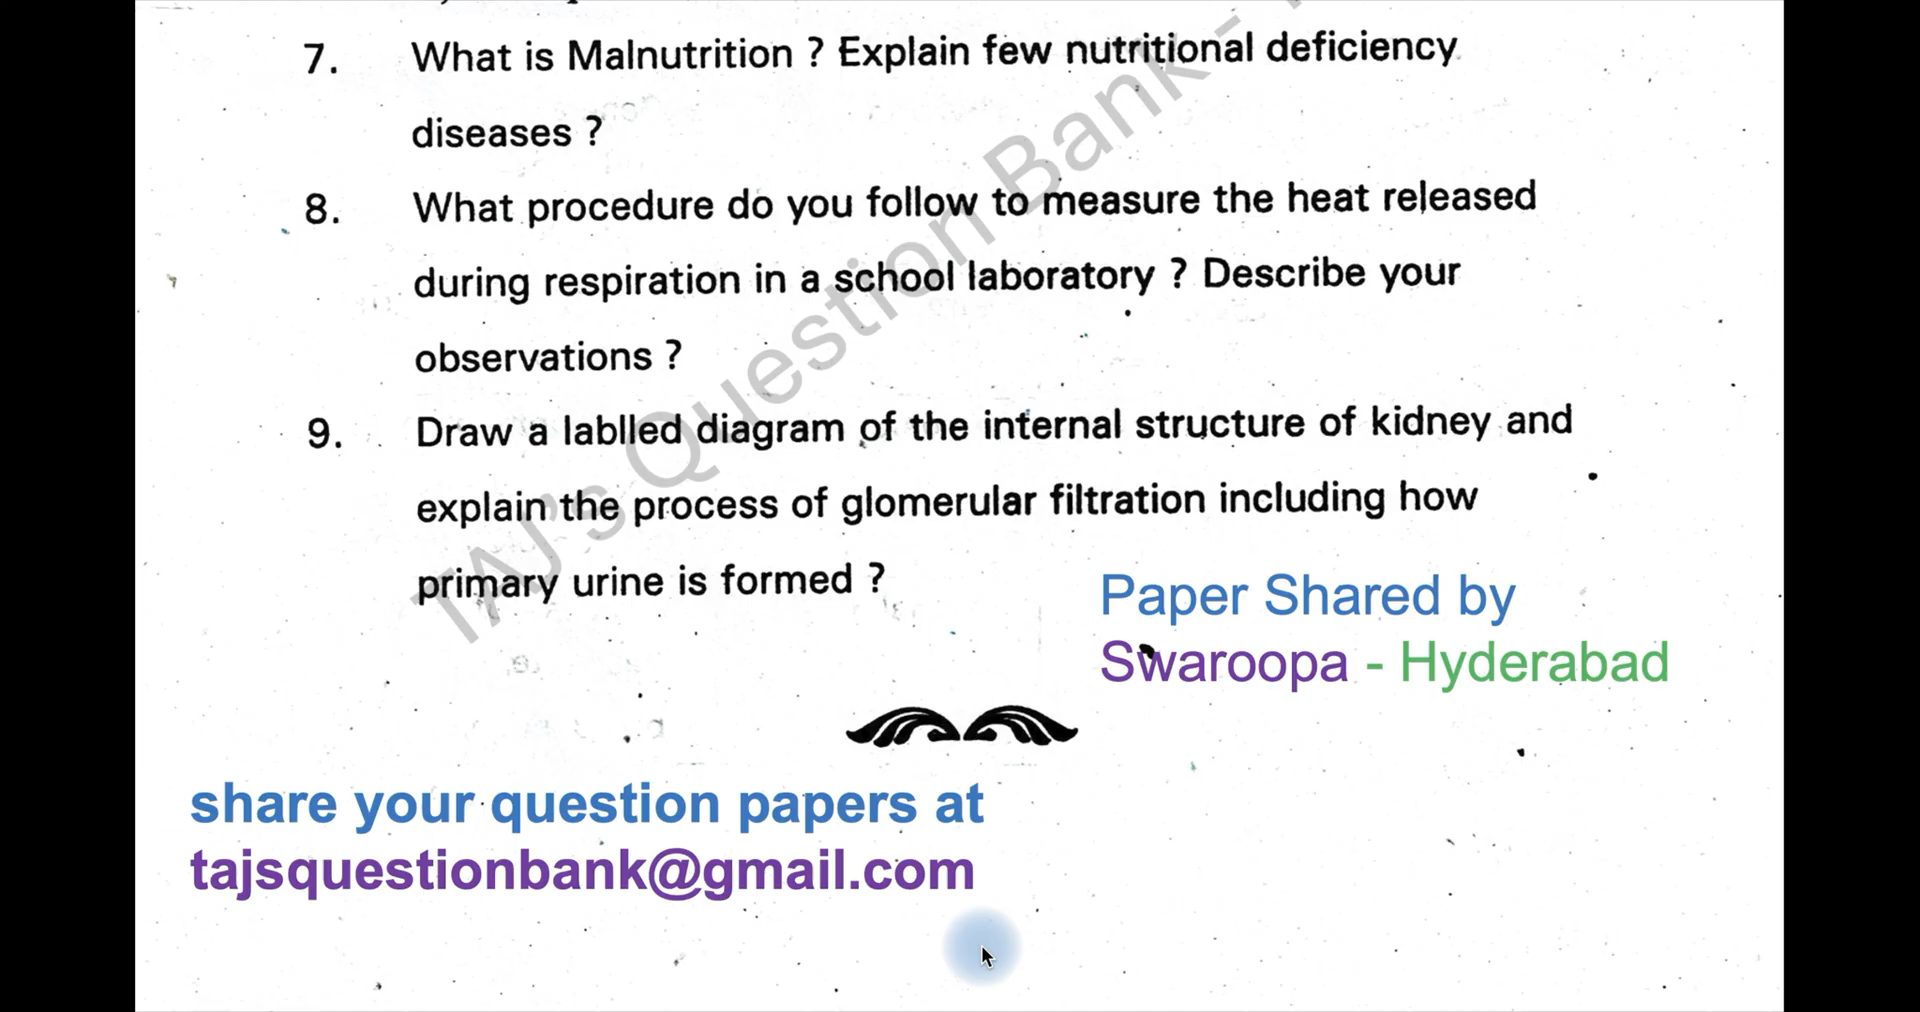 7. What is Malnutrition ? Explain few nutritional deficiency
diseases ?
8. What procedure do you follow to measure the heat released
during respiration in a school laboratory ? Describe your
observations ?
9. Draw a lablled diagram of the internal structure of kidney and
explain the process of glomerular filtration including how
primary urine is formed ?
TAJ's Question Bank -
Paper Shared by
Swaroopa - Hyderabad
share your question papers at
tajsquestionbank@gmail.com